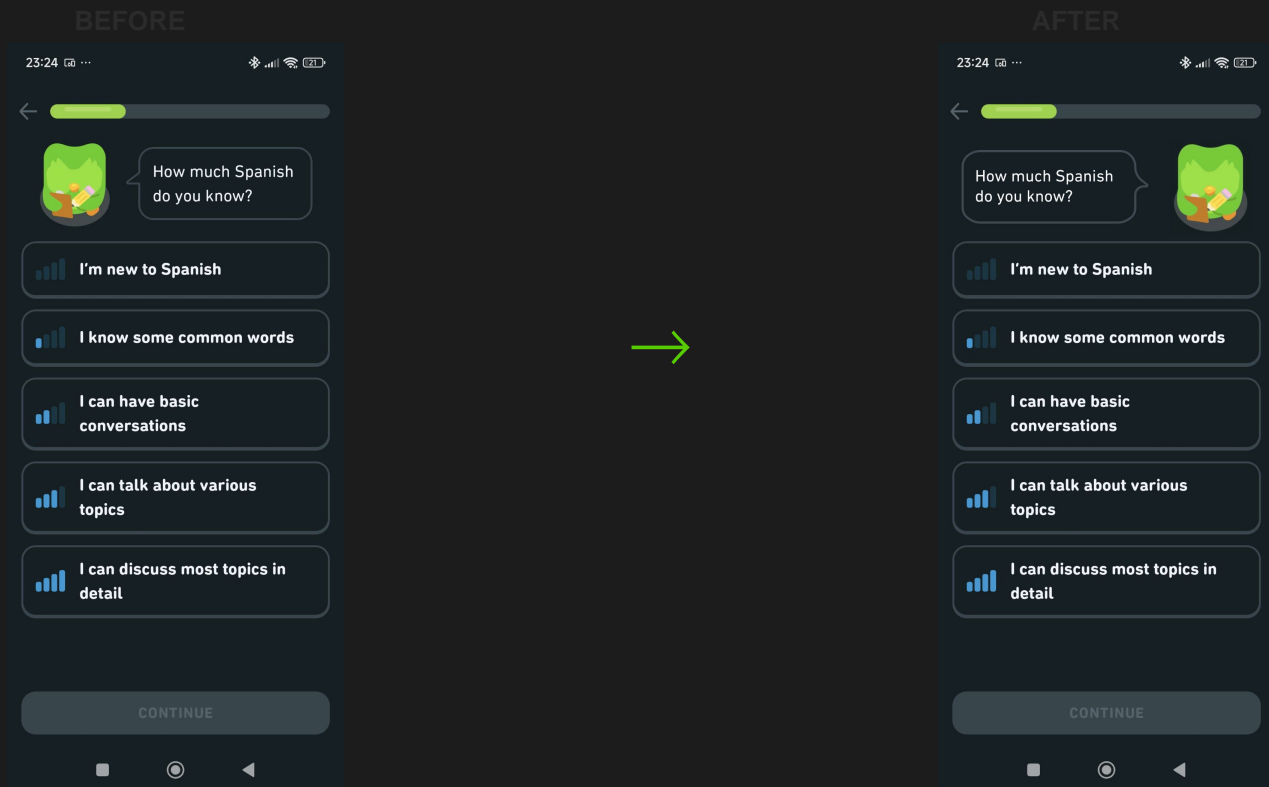 BEFORE
23:24 ··· 21
How much Spanish
do you know?
I'm new to Spanish
I know some common words
I can have basic
conversations
I can talk about various
topics
I can discuss most topics in
detail
CONTINUE
AFTER
23:24 ··· 21
How much Spanish
do you know?
I'm new to Spanish
I know some common words
I can have basic
conversations
I can talk about various
topics
I can discuss most topics in
detail
CONTINUE